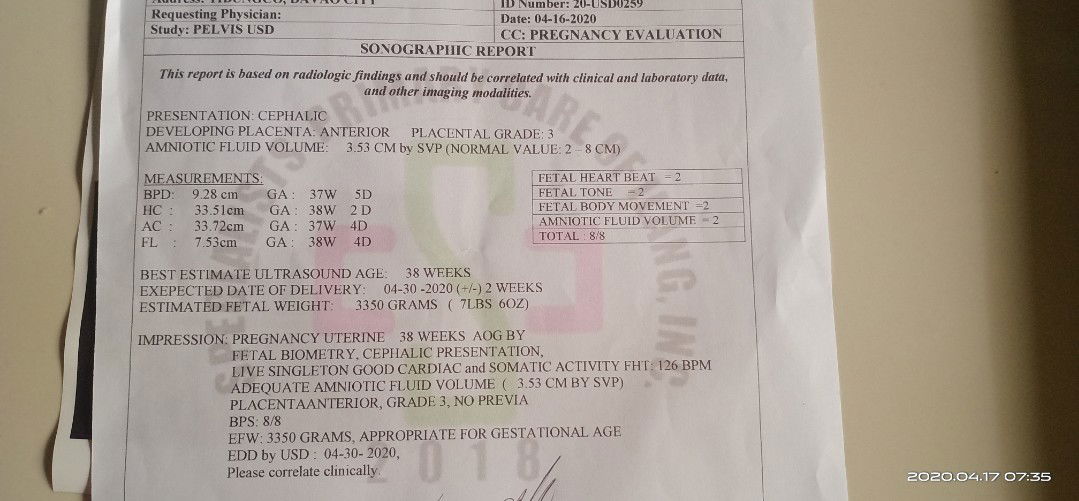 Address: TIBUNGCO, DAVAO CITY
ID Number: 20-USD0259
Requesting Physician:
Date: 04-16-2020
Study: PELVIS USD
CC: PREGNANCY EVALUATION
SONOGRAPHIC REPORT
This report is based on radiologic findings and should be correlated with clinical and laboratory data,
and other imaging modalities.
PRESENTATION: CEPHALIC
DEVELOPING PLACENTA: ANTERIOR PLACENTAL GRADE: 3
AMNIOTIC FLUID VOLUME: 3.53 CM by SVP (NORMAL VALUE: 2 – 8 CM)
MEASUREMENTS:
BPD: 9.28 cm GA : 37W 5D
HC : 33.51cm GA : 38W 2 D
AC : 33.72cm GA : 37W 4D
FL : 7.53cm GA : 38W 4D
FETAL HEART BEAT = 2
FETAL TONE = 2
FETAL BODY MOVEMENT =2
AMNIOTIC FLUID VOLUME = 2
TOTAL : 8/8
BEST ESTIMATE ULTRASOUND AGE: 38 WEEKS
EXEPECTED DATE OF DELIVERY: 04-30 -2020 (+/-) 2 WEEKS
ESTIMATED FETAL WEIGHT: 3350 GRAMS ( 7LBS 6OZ)
IMPRESSION: PREGNANCY UTERINE 38 WEEKS AOG BY
FETAL BIOMETRY, CEPHALIC PRESENTATION,
LIVE SINGLETON GOOD CARDIAC and SOMATIC ACTIVITY FHT: 126 BPM
ADEQUATE AMNIOTIC FLUID VOLUME ( 3.53 CM BY SVP)
PLACENTAANTERIOR, GRADE 3, NO PREVIA
BPS: 8/8
EFW: 3350 GRAMS, APPROPRIATE FOR GESTATIONAL AGE
EDD by USD : 04-30- 2020,
Please correlate clinically.
2018
2020.04.17 07:35